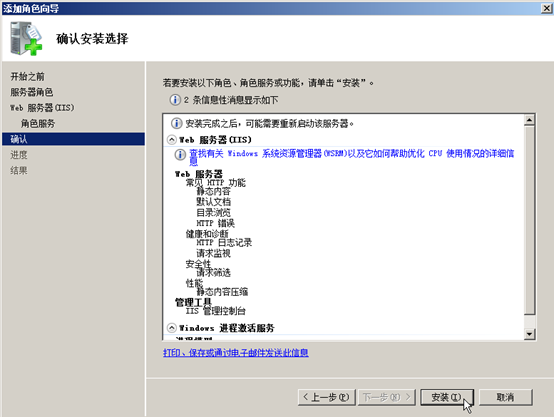 添加角色向导
确认安装选择
开始之前
服务器角色
Web 服务器(IIS)
角色服务
确认
进度
结果
若要安装以下角色、角色服务或功能，请单击“安装”。
2 条信息性消息显示如下
安装完成之后，可能需要重新启动该服务器。
Web 服务器(IIS)
查找有关 Windows 系统资源管理器(WSRM)以及它如何帮助优化 CPU 使用情况的详细信
息
Web 服务器
常见 HTTP 功能
静态内容
默认文档
目录浏览
HTTP 错误
健康和诊断
HTTP 日志记录
请求监视
安全性
请求筛选
性能
静态内容压缩
管理工具
IIS 管理控制台
Windows 进程激活服务
进程模型
打印、保存或通过电子邮件发送此信息
< 上一步(P)
下一步(N) >
安装(I)
取消